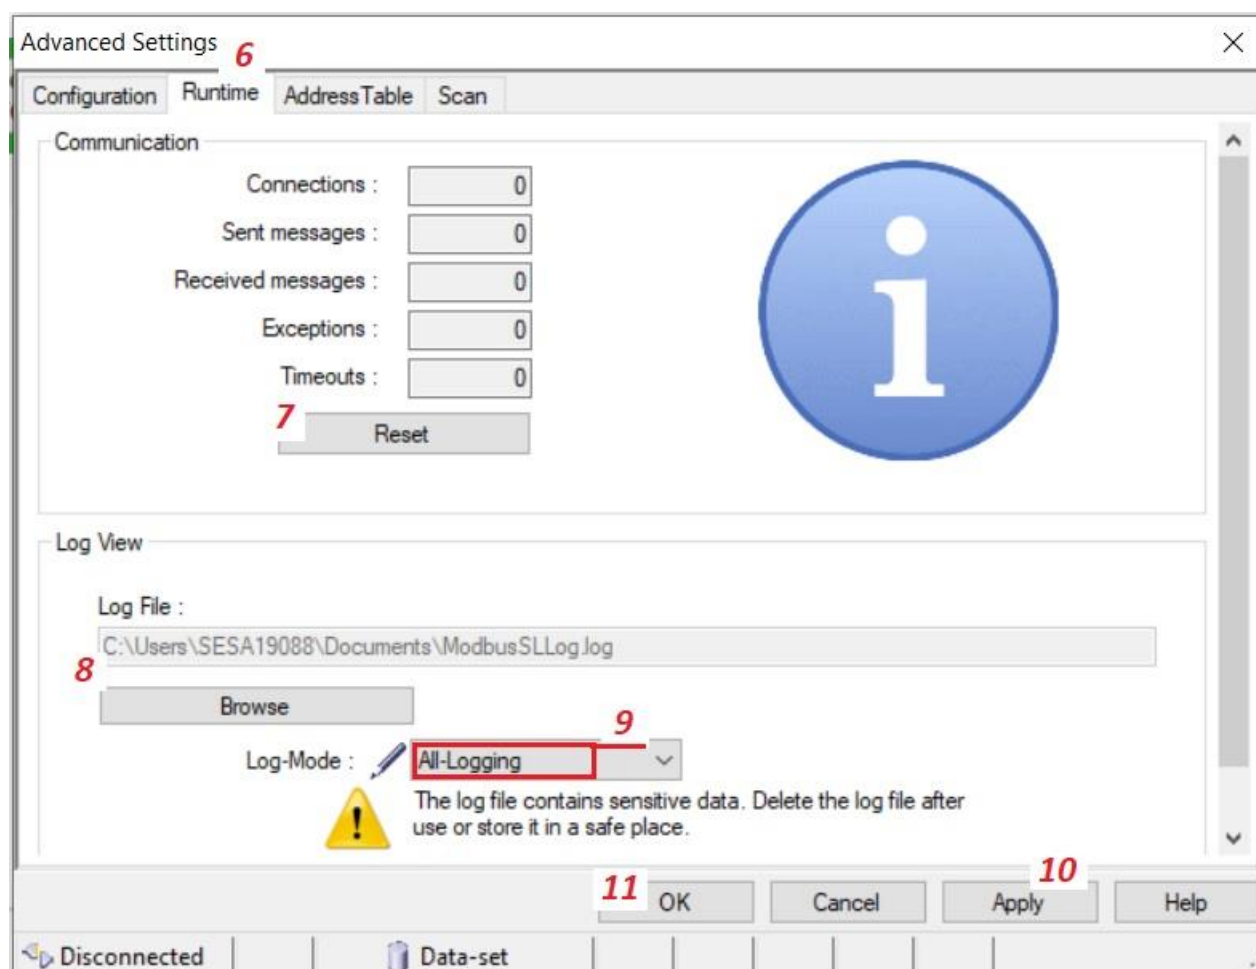 Advanced Settings
6
Configuration Runtime AddressTable Scan
Communication
Connections : 0
Sent messages : 0
Received messages : 0
Exceptions : 0
Timeouts : 0
7
Reset
i
Log View
Log File :
C:\Users\SESA19088\Documents\ModbusSLLog.log
8
Browse
9
Log-Mode : All-Logging
The log file contains sensitive data. Delete the log file after
use or store it in a safe place.
!
11 10
OK Cancel Apply Help
Disconnected Data-set